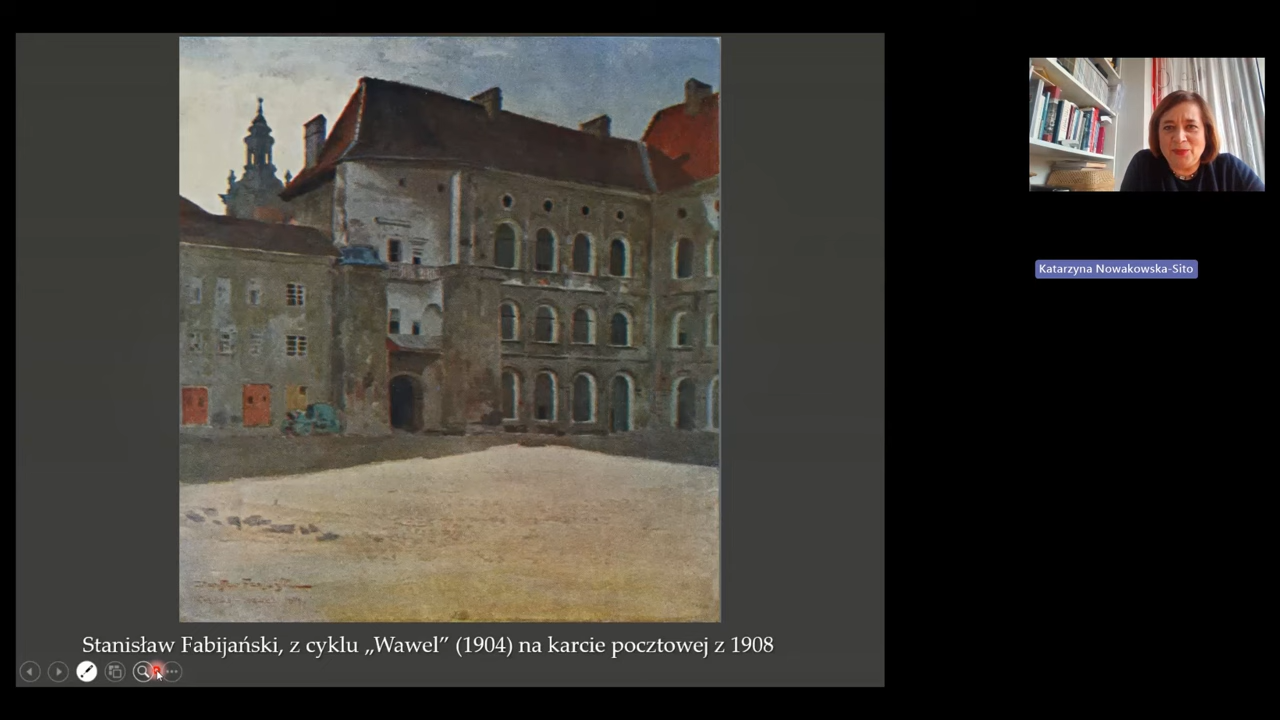 Katarzyna Nowakowska-Sito
Stanisław Fabijański, z cyklu „Wawel” (1904) na karcie pocztowej z 1908